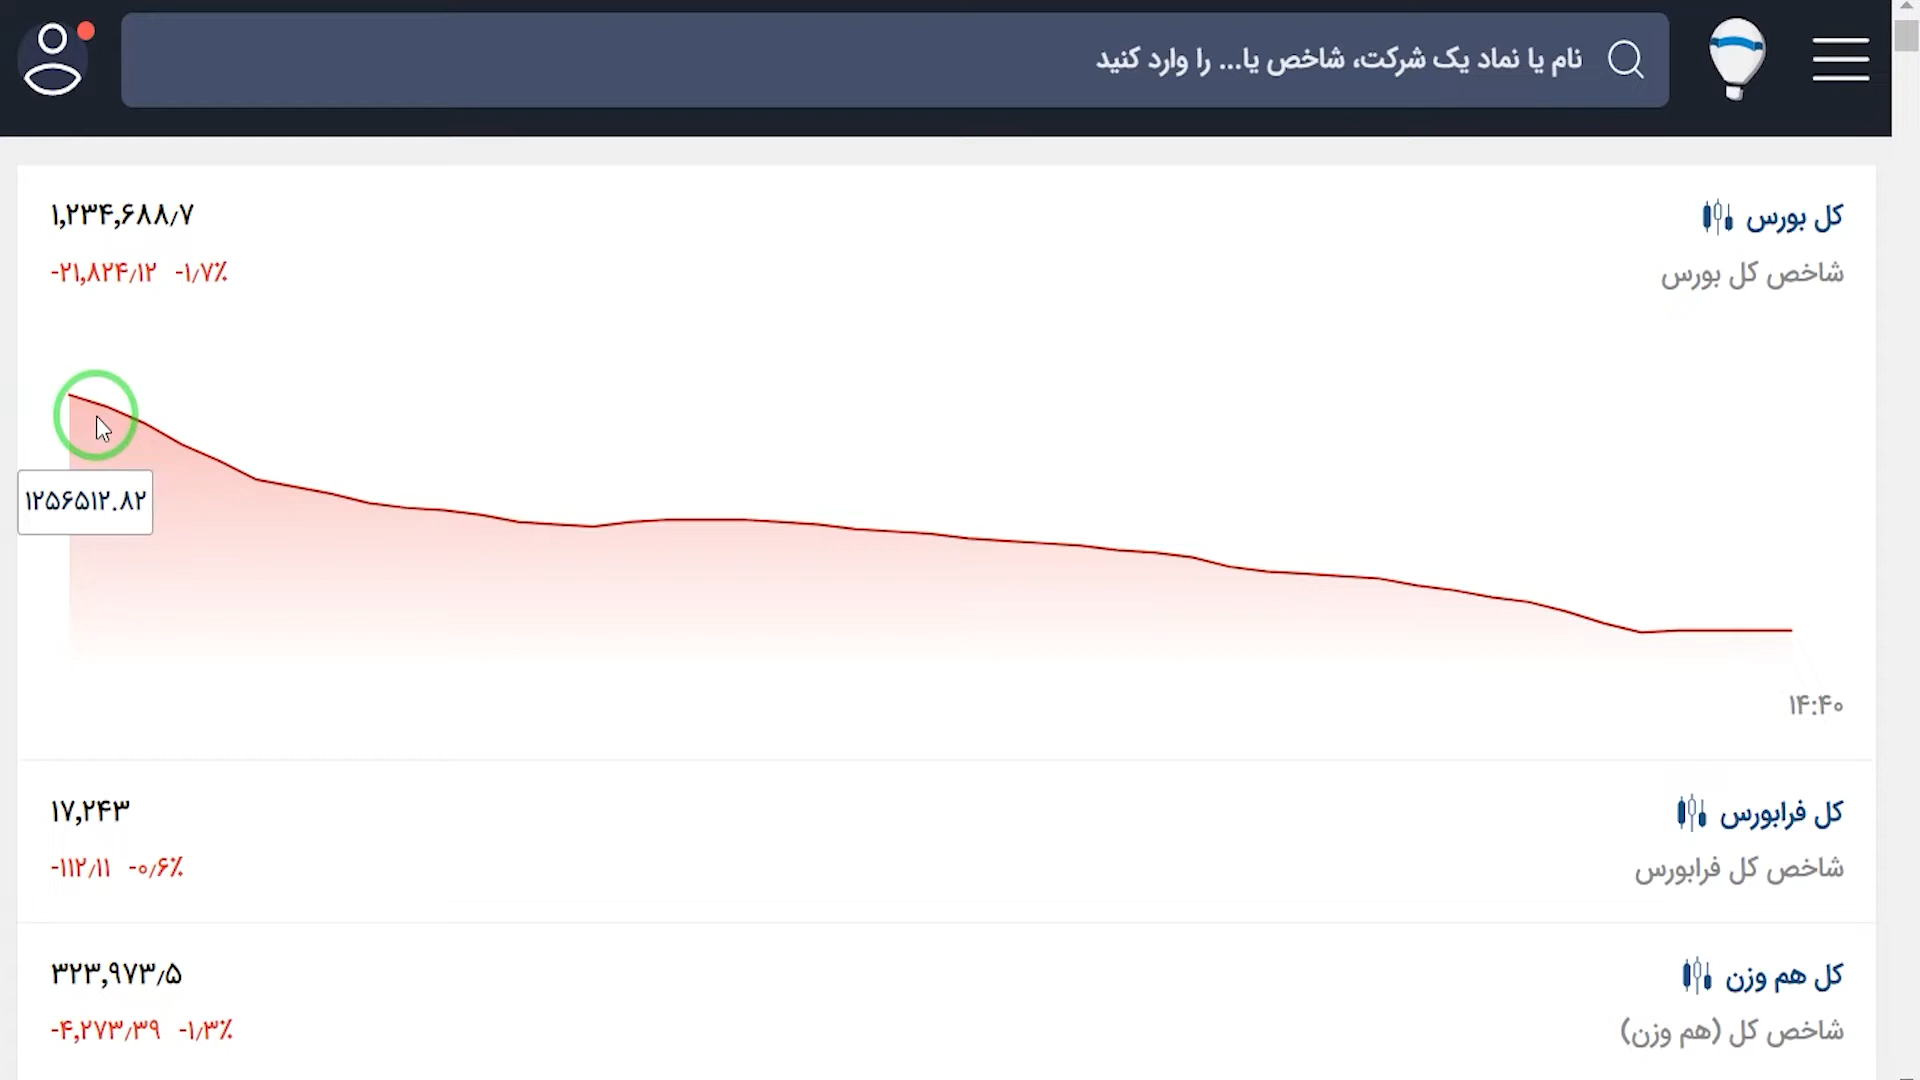 نام یا نماد یک شرکت، شاخص یا... را وارد کنید
کل بورس
۱,۲۳۴,۶۸۸٫۷
شاخص کل بورس
-۲۱,۸۲۴٫۱۲ -۱٫۷٪
۱۲۵۶۵۱۲.۸۲
۱۴:۴۰
کل فرابورس
۱۷,۲۴۳
شاخص کل فرابورس
-۱۱۲٫۱۱ -۰٫۶٪
کل هم وزن
۳۲۳,۹۷۳٫۵
شاخص کل (هم وزن)
-۴,۲۷۳٫۳۹ -۱٫۳٪